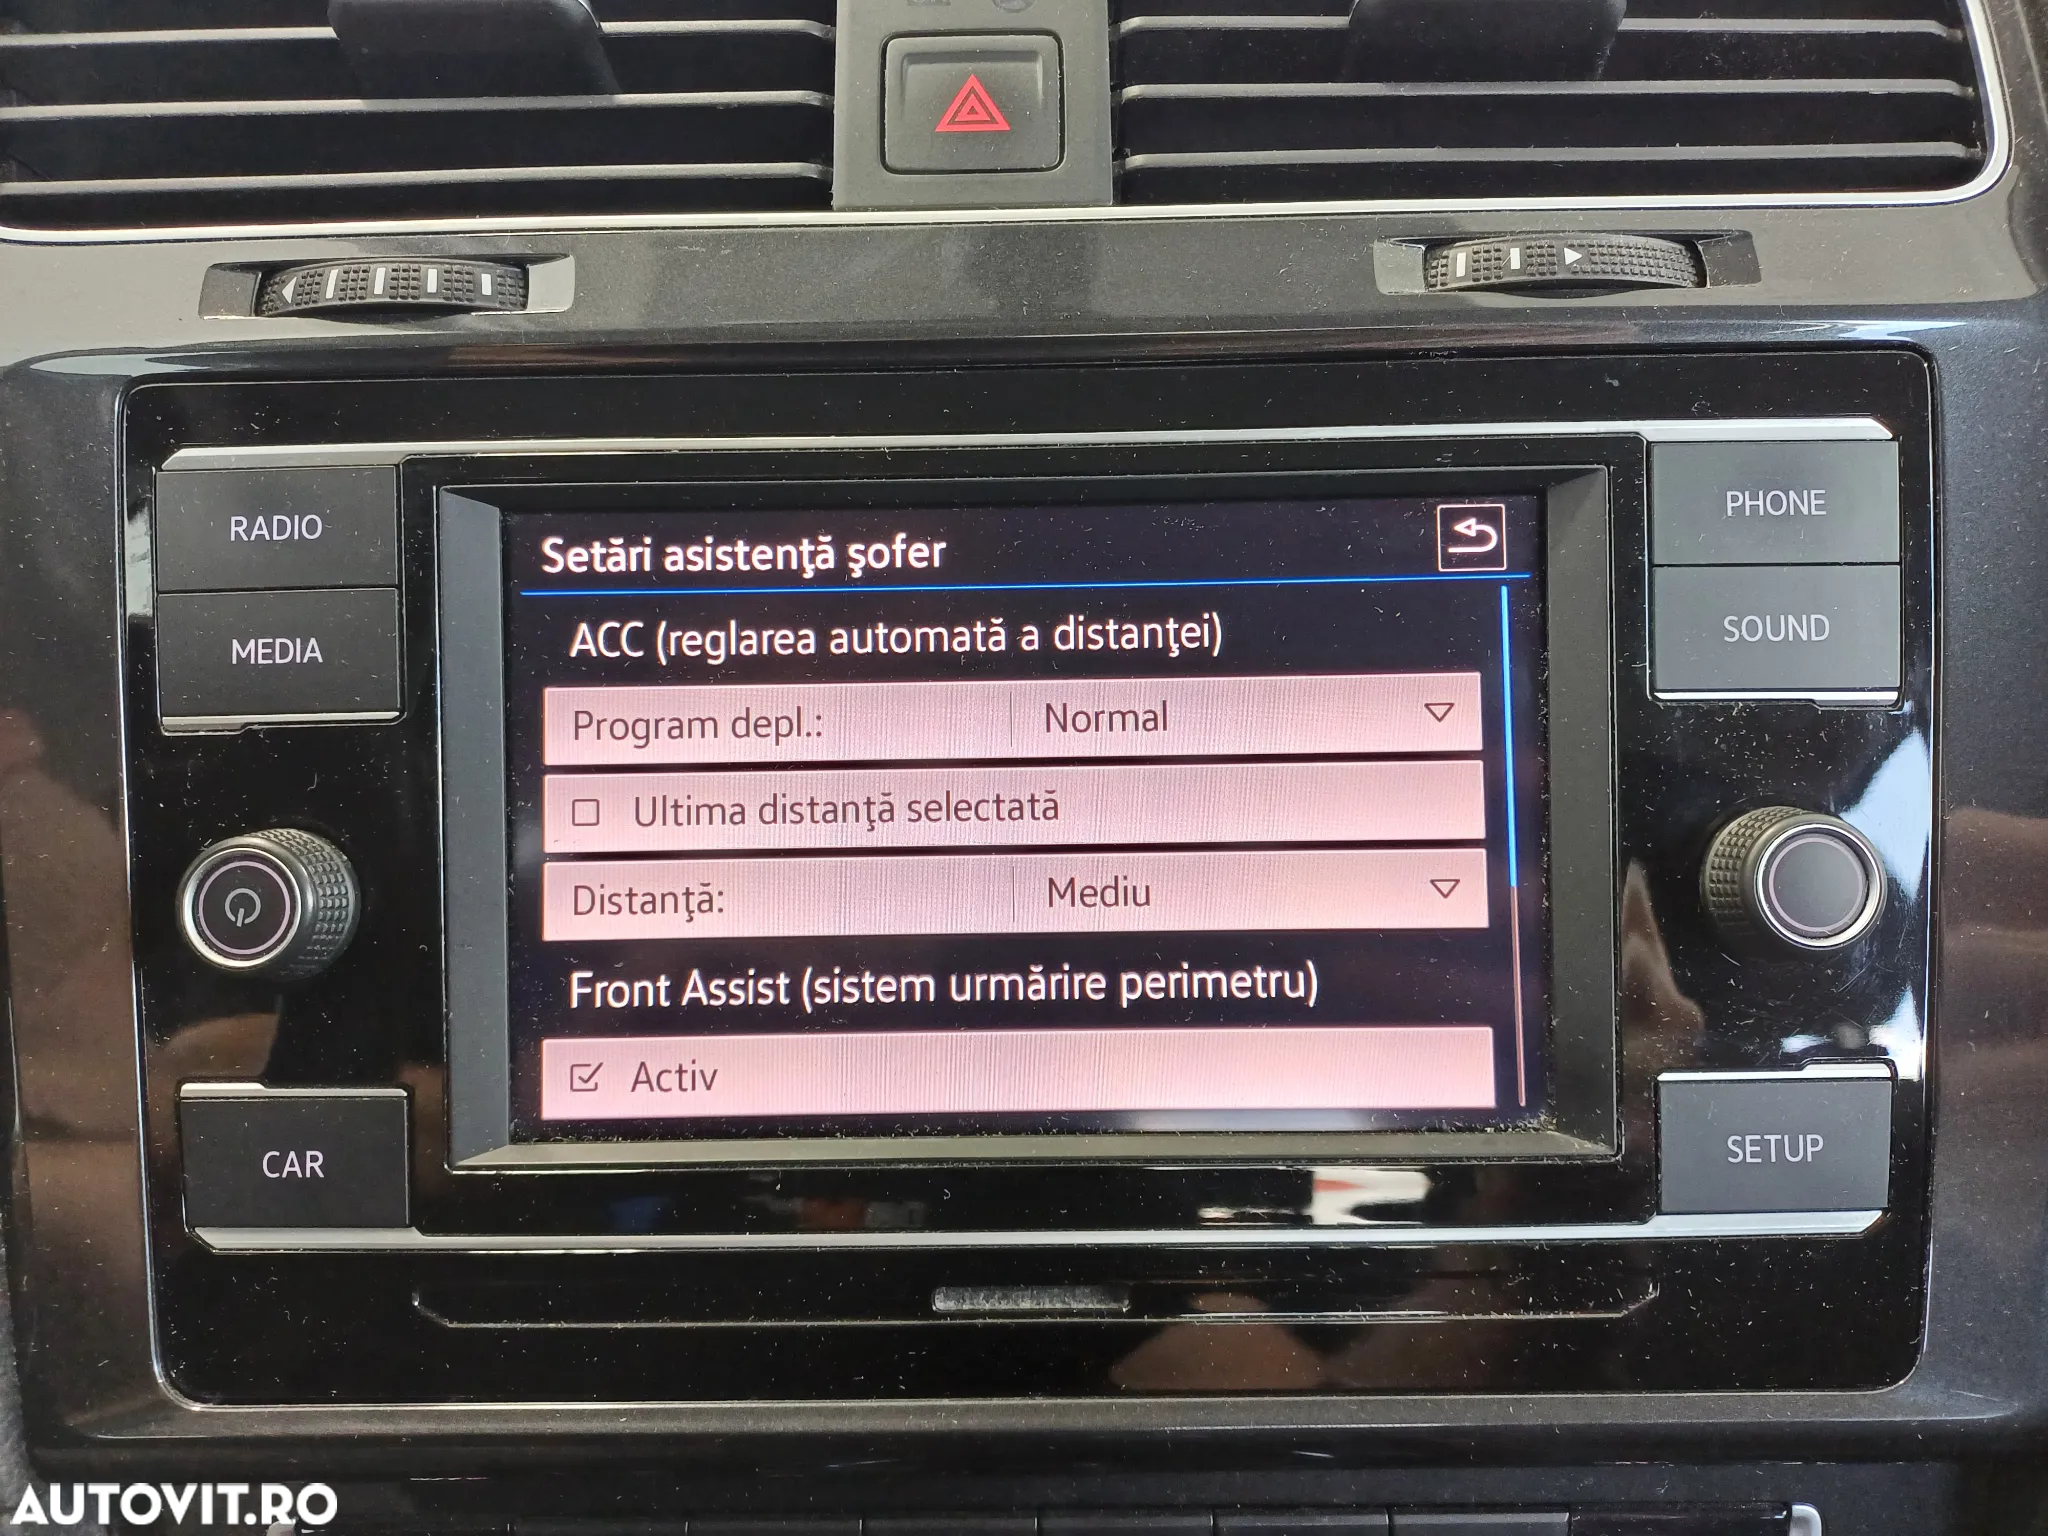 RADIO
MEDIA
CAR
PHONE
SOUND
SETUP
Setări asistenţă şofer
ACC (reglarea automată a distanţei)
Program depl.: Normal
Ultima distanţă selectată
Distanţă: Mediu
Front Assist (sistem urmărire perimetru)
Activ
AUTOVIT.RO